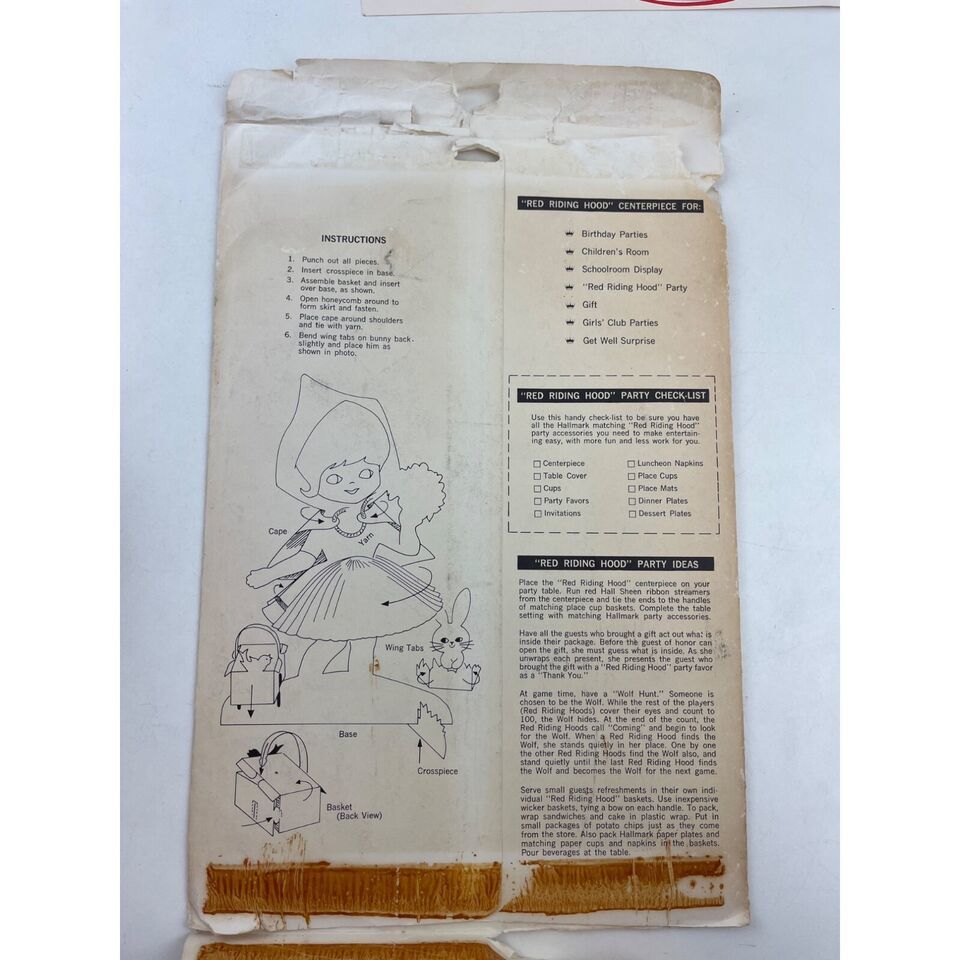 INSTRUCTIONS
1. Punch out all pieces.
2. Insert crosspiece in base.
3. Assemble basket and insert
over base, as shown.
4. Open honeycomb around to
form skirt and fasten.
5. Place cape around shoulders
and tie with yarn.
6. Bend wing tabs on bunny back
slightly and place him as
shown in photo.
Cape
Yarn
Wing Tabs
Base
Crosspiece
Basket
(Back View)
"RED RIDING HOOD" CENTERPIECE FOR:
Birthday Parties
Children's Room
Schoolroom Display
"Red Riding Hood" Party
Gift
Girls' Club Parties
Get Well Surprise
"RED RIDING HOOD" PARTY CHECK-LIST
Use this handy check-list to be sure you have
all the Hallmark matching "Red Riding Hood"
party accessories you need to make entertain-
ing easy, with more fun and less work for you.
Centerpiece
Table Cover
Cups
Party Favors
Invitations
Luncheon Napkins
Place Cups
Place Mats
Dinner Plates
Dessert Plates
"RED RIDING HOOD" PARTY IDEAS
Place the "Red Riding Hood" centerpiece on your
party table. Run red Hall Sheen ribbon streamers
from the centerpiece and tie the ends to the handles
of matching place cup baskets. Complete the table
setting with matching Hallmark party accessories.
Have all the guests who brought a gift act out what is
inside their package. Before the guest of honor can
open the gift, she must guess what is inside. As she
unwraps each present, she presents the guest who
brought the gift with a "Red Riding Hood" party favor
as a "Thank You."
At game time, have a "Wolf Hunt." Someone is
chosen to be the Wolf. While the rest of the players
(Red Riding Hoods) cover their eyes and count to
100, the Wolf hides. At the end of the count, the
Red Riding Hoods call "Coming" and begin to look
for the Wolf. When a Red Riding Hood finds the
Wolf, she stands quietly in her place. One by one
the other Red Riding Hoods find the Wolf also, and
stand quietly until the last Red Riding Hood finds
the Wolf and becomes the Wolf for the next game.
Serve small guests refreshments in their own indi-
vidual "Red Riding Hood" baskets. Use inexpensive
wicker baskets, tying a bow on each handle. To pack,
wrap sandwiches and cake in plastic wrap. Put in
small packages of potato chips just as they come
from the store. Also pack Hallmark paper plates and
matching paper cups and napkins in the baskets.
Pour beverages at the table.